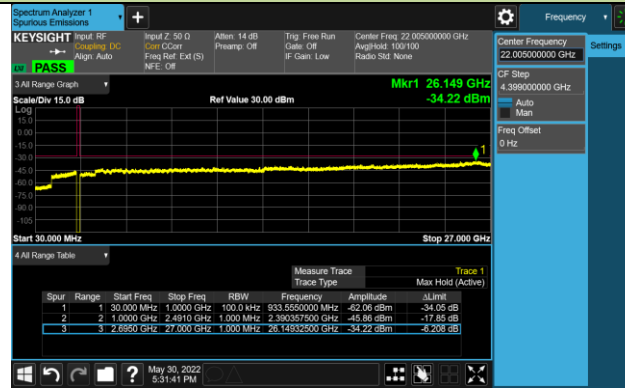 Spectrum Analyzer 1
Spurious Emissions
Frequency
KEYSIGHT Input: RF Input Z: 50 Ω Atten: 14 dB Trig: Free Run Center Freq: 22.005000000 GHz
Coupling: DC Corr CCorr Preamp: Off Gate: Off Avg|Hold: 100/100
Align: Auto Freq Ref: Ext (S) IF Gain: Low Radio Std: None
NFE: Off
PASS
Center Frequency
22.005000000 GHz
Settings
CF Step
4.399000000 GHz
Auto
Man
Freq Offset
0 Hz
3 All Range Graph
Mkr1 26.149 GHz
Scale/Div 15.0 dB Ref Value 30.00 dBm -34.22 dBm
Log
15.0
0.00
-15.0
-30.0
-45.0
-60.0
-75.0
-90.0
-105
1
Start 30.000 MHz Stop 27.000 GHz
4 All Range Table
Measure Trace Trace 1
Trace Type Max Hold (Active)
Spur Range Start Freq Stop Freq RBW Frequency Amplitude ΔLimit
1 1 30.000 MHz 1.0000 GHz 100.0 kHz 933.5550000 MHz -62.06 dBm -34.05 dB
2 2 1.0000 GHz 2.4910 GHz 1.000 MHz 2.390357500 GHz -45.86 dBm -17.85 dB
3 3 2.6950 GHz 27.000 GHz 1.000 MHz 26.14932500 GHz -34.22 dBm -6.208 dB
May 30, 2022
5:31:41 PM